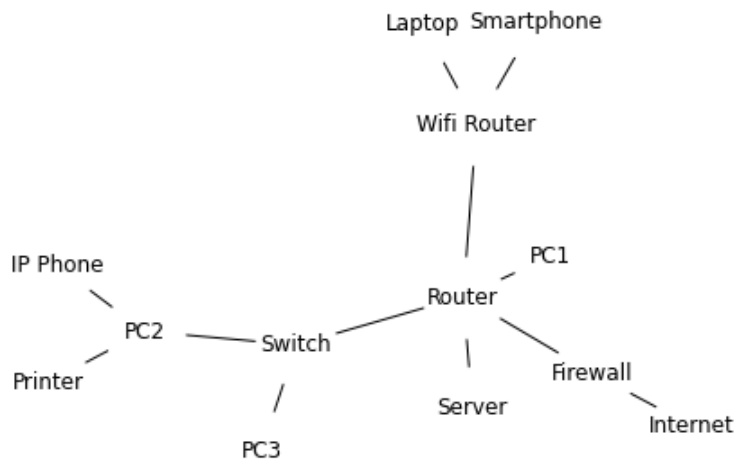 Laptop
Smartphone
Wifi Router
IP Phone
PC1
Router
PC2
Switch
Printer
Firewall
Server
Internet
PC3